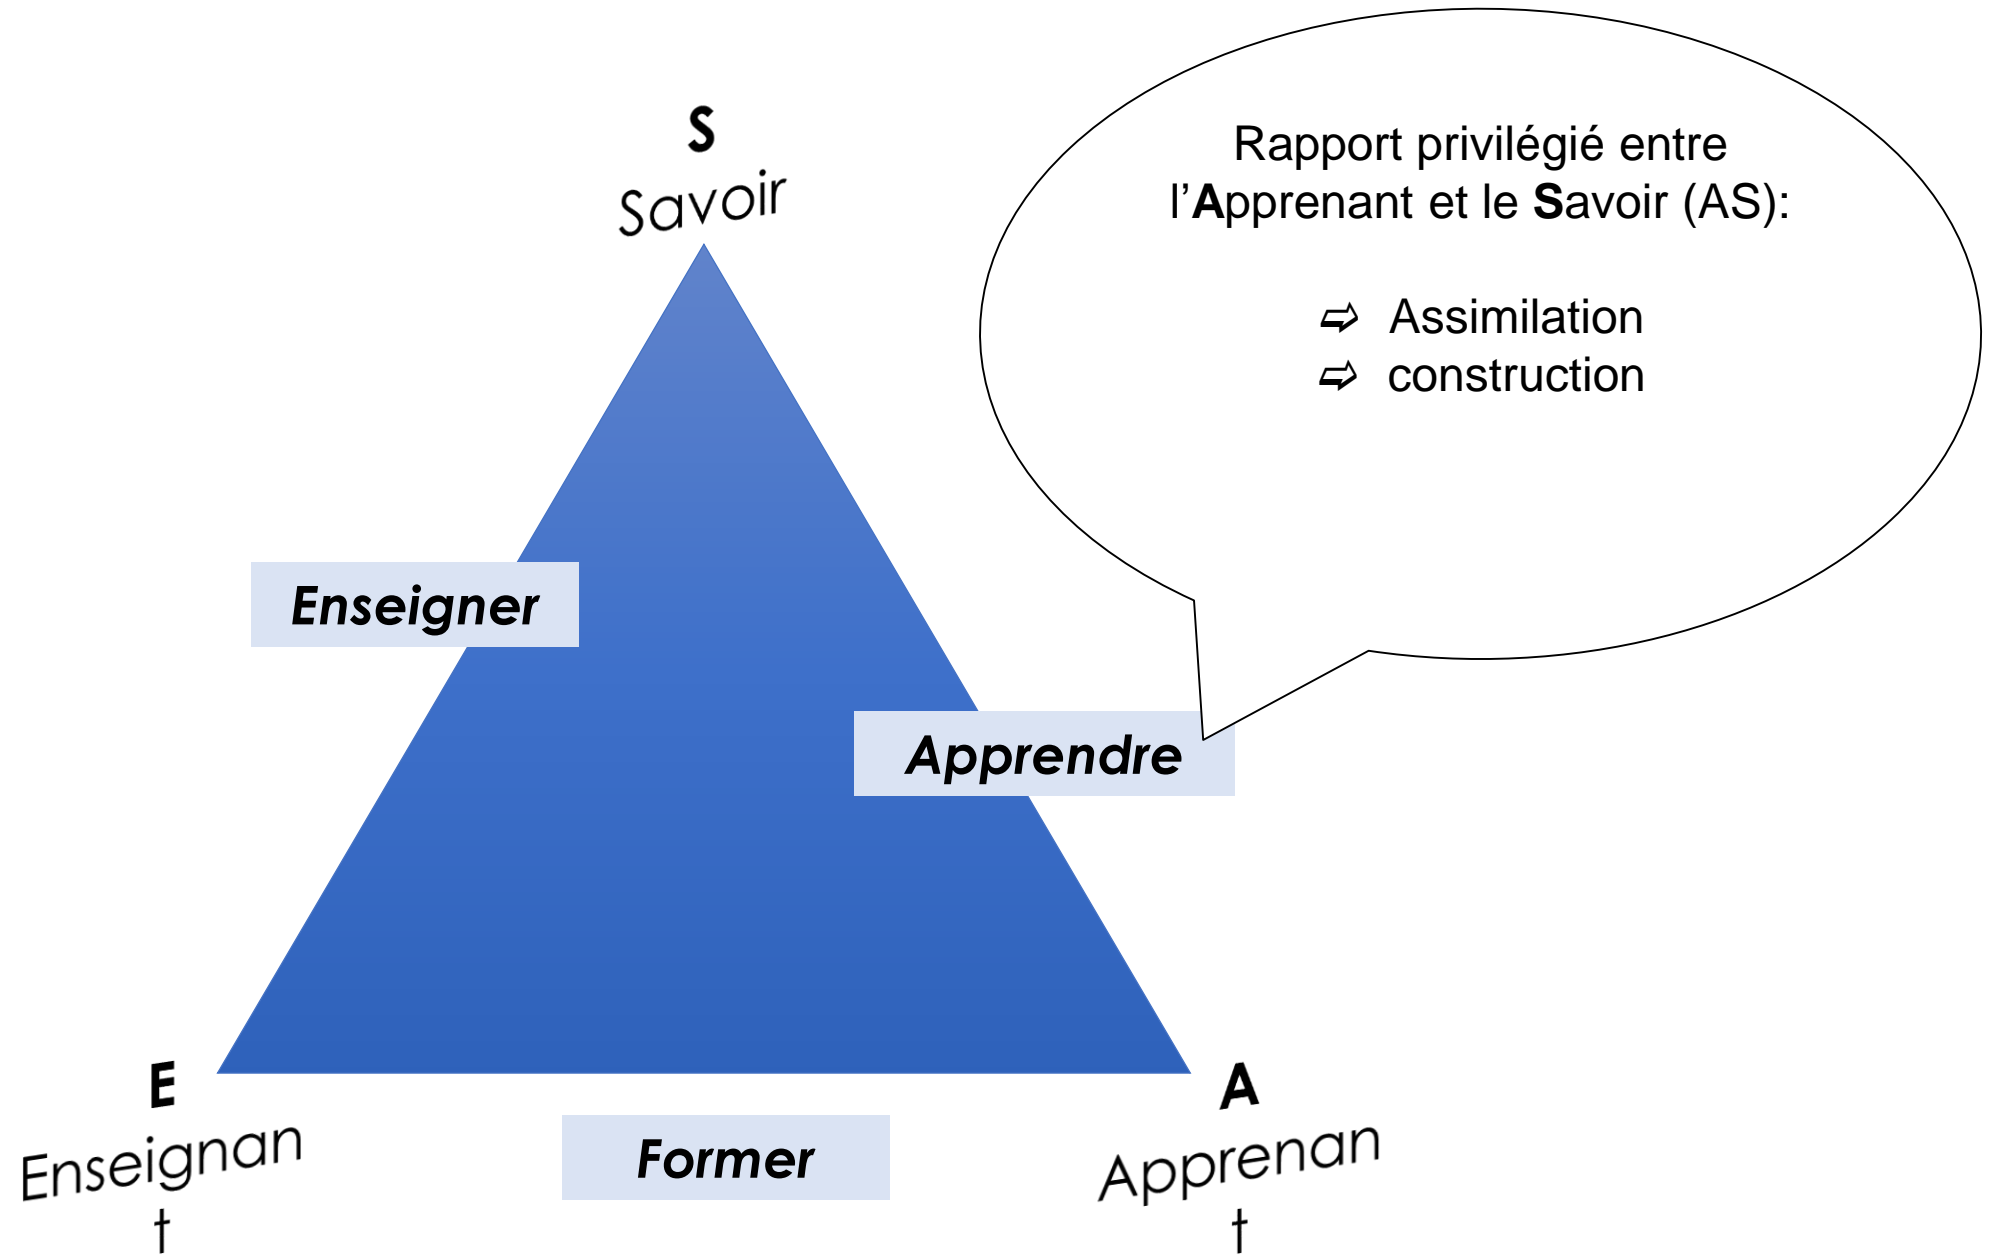 S
Savoir
Rapport privilégié entre
l’Apprenant et le Savoir (AS):
➯ Assimilation
➯ construction
Enseigner
Apprendre
E
Enseignan
t
Former
A
Apprenan
t